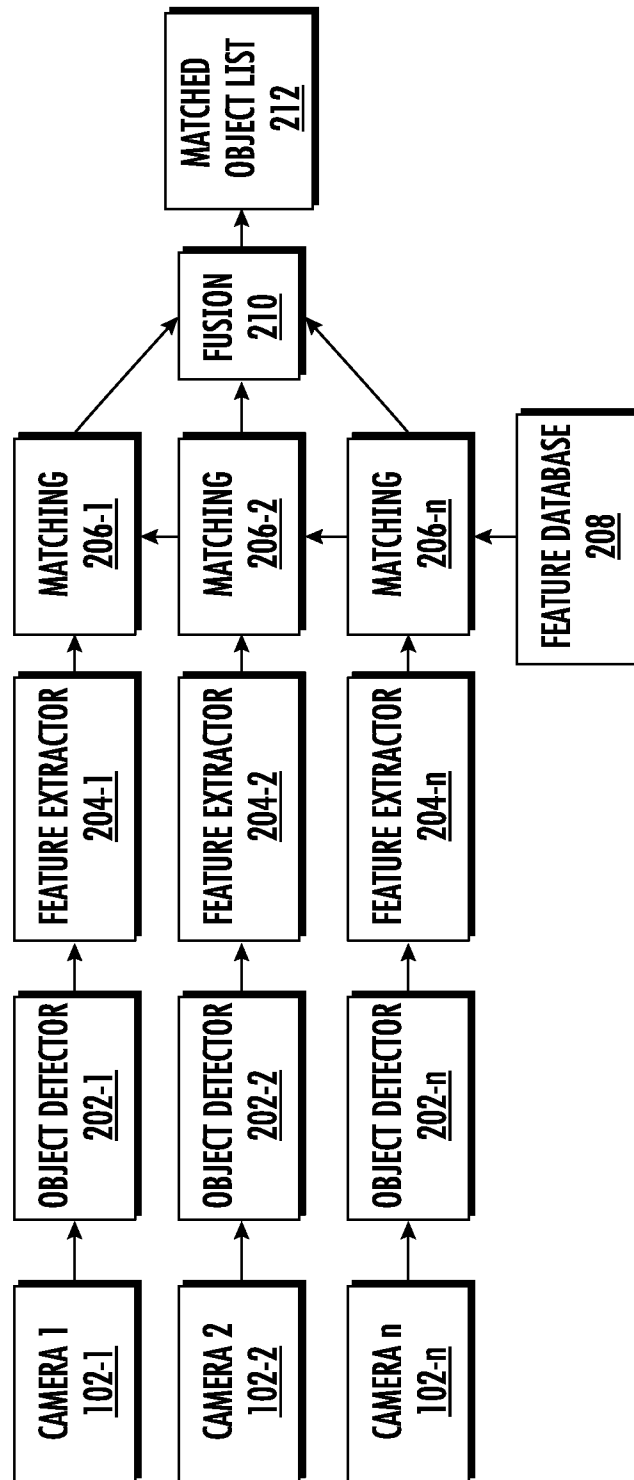 CAMERA 1
102-1
OBJECT DETECTOR
202-1
FEATURE EXTRACTOR
204-1
MATCHING
206-1
CAMERA 2
102-2
OBJECT DETECTOR
202-2
FEATURE EXTRACTOR
204-2
MATCHING
206-2
FUSION
210
MATCHED
OBJECT LIST
212
CAMERA n
102-n
OBJECT DETECTOR
202-n
FEATURE EXTRACTOR
204-n
MATCHING
206-n
FEATURE DATABASE
208